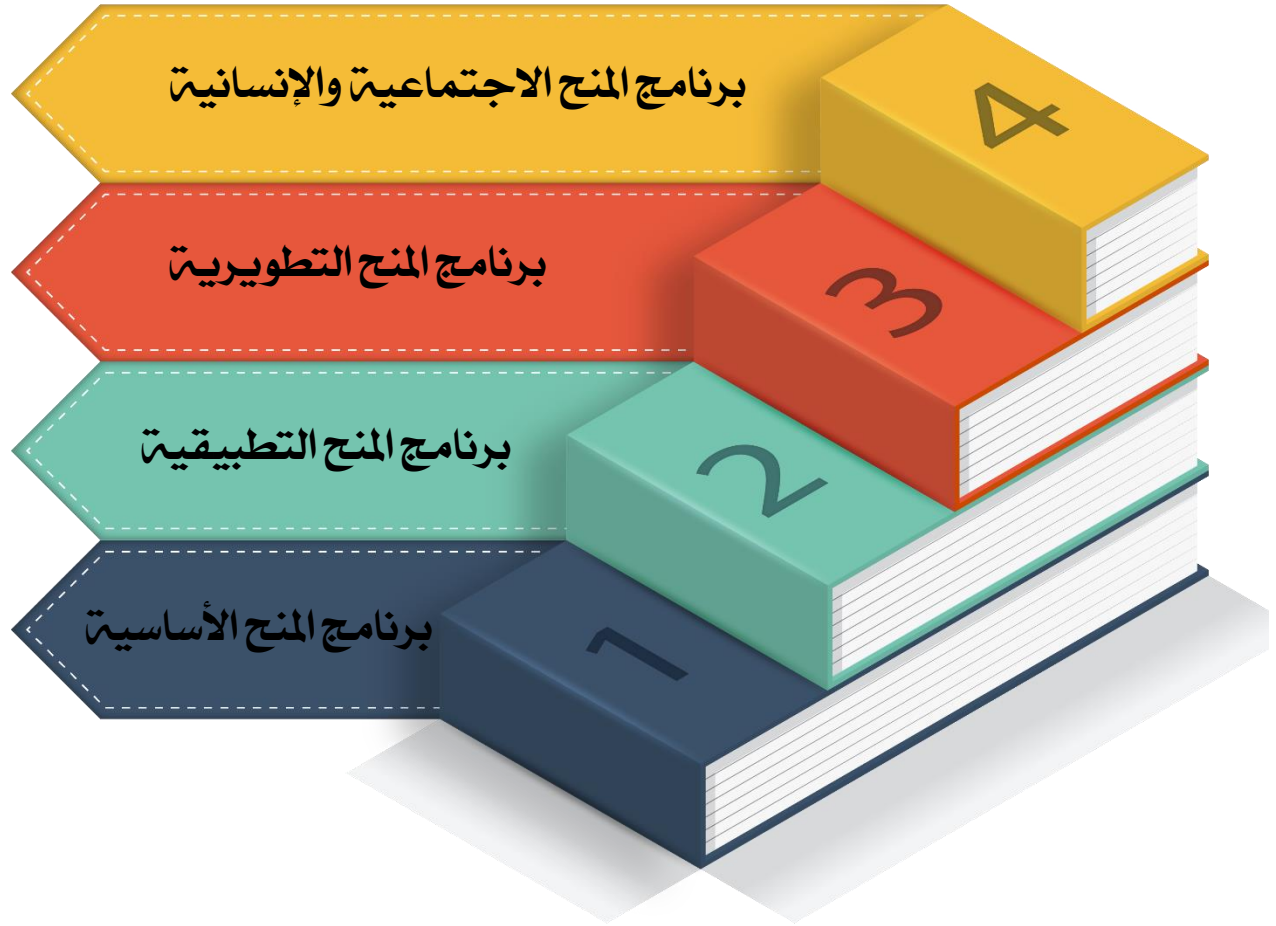 برنامج المنح الاجتماعية والإنسانية
4
برنامج المنح التطويرية
3
برنامج المنح التطبيقية
2
برنامج المنح الأساسية
1